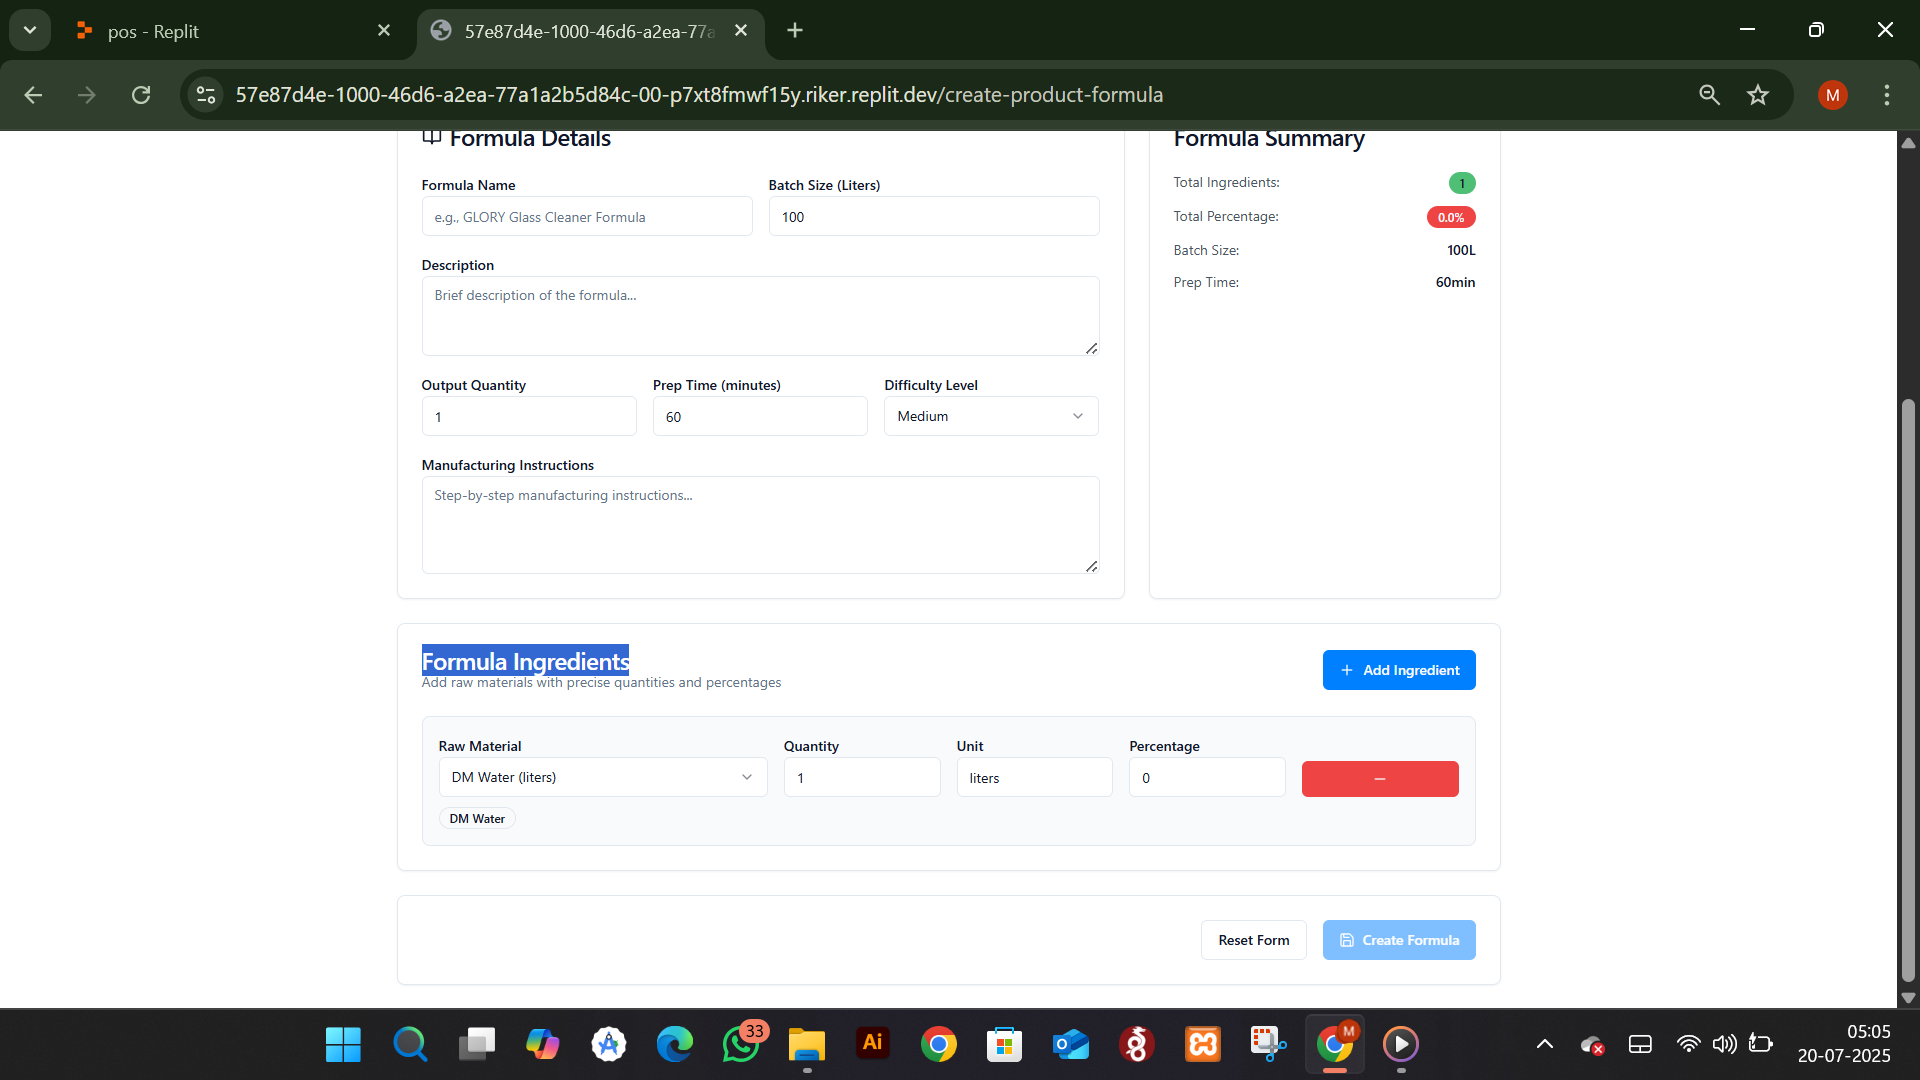 pos - Replit
57e87d4e-1000-46d6-a2ea-77a
57e87d4e-1000-46d6-a2ea-77a1a2b5d84c-00-p7xt8fmwf15y.riker.replit.dev/create-product-formula
M
Formula Details
Formula Name
Batch Size (Liters)
e.g., GLORY Glass Cleaner Formula
100
Description
Brief description of the formula...
Output Quantity
Prep Time (minutes)
Difficulty Level
1
60
Medium
Manufacturing Instructions
Step-by-step manufacturing instructions...
Formula Summary
Total Ingredients:
1
Total Percentage:
0.0%
Batch Size:
100L
Prep Time:
60min
Formula Ingredients
Add raw materials with precise quantities and percentages
+ Add Ingredient
Raw Material
Quantity
Unit
Percentage
DM Water (liters)
1
liters
0
DM Water
Reset Form
Create Formula
33
Ai
M
05:05
20-07-2025